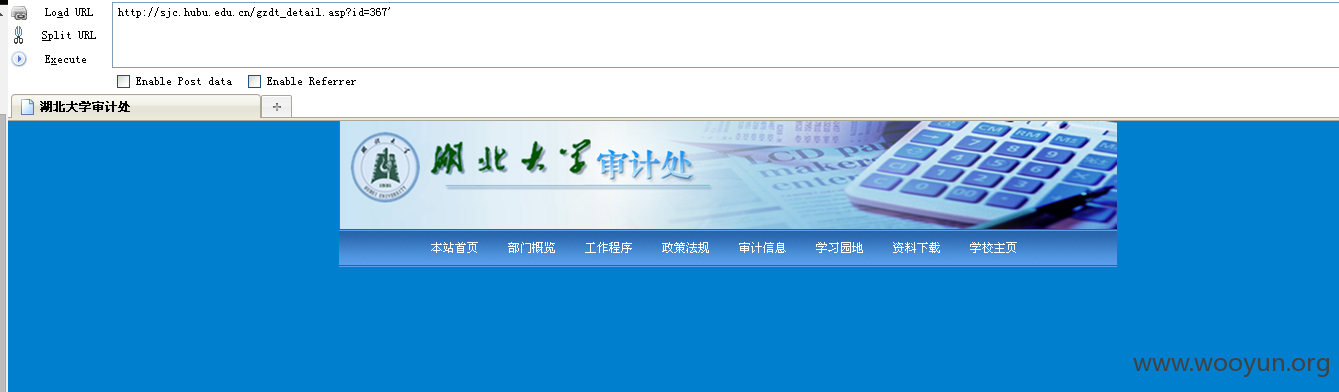 Load URL
http://sjc.hubu.edu.cn/gzdt_detail.asp?id=367'
Split URL
Execute
Enable Post data Enable Referrer
湖北大学审计处
湖北大学审计处
本站首页 部门概览 工作程序 政策法规 审计信息 学习园地 资料下载 学校主页
www.wooyun.org